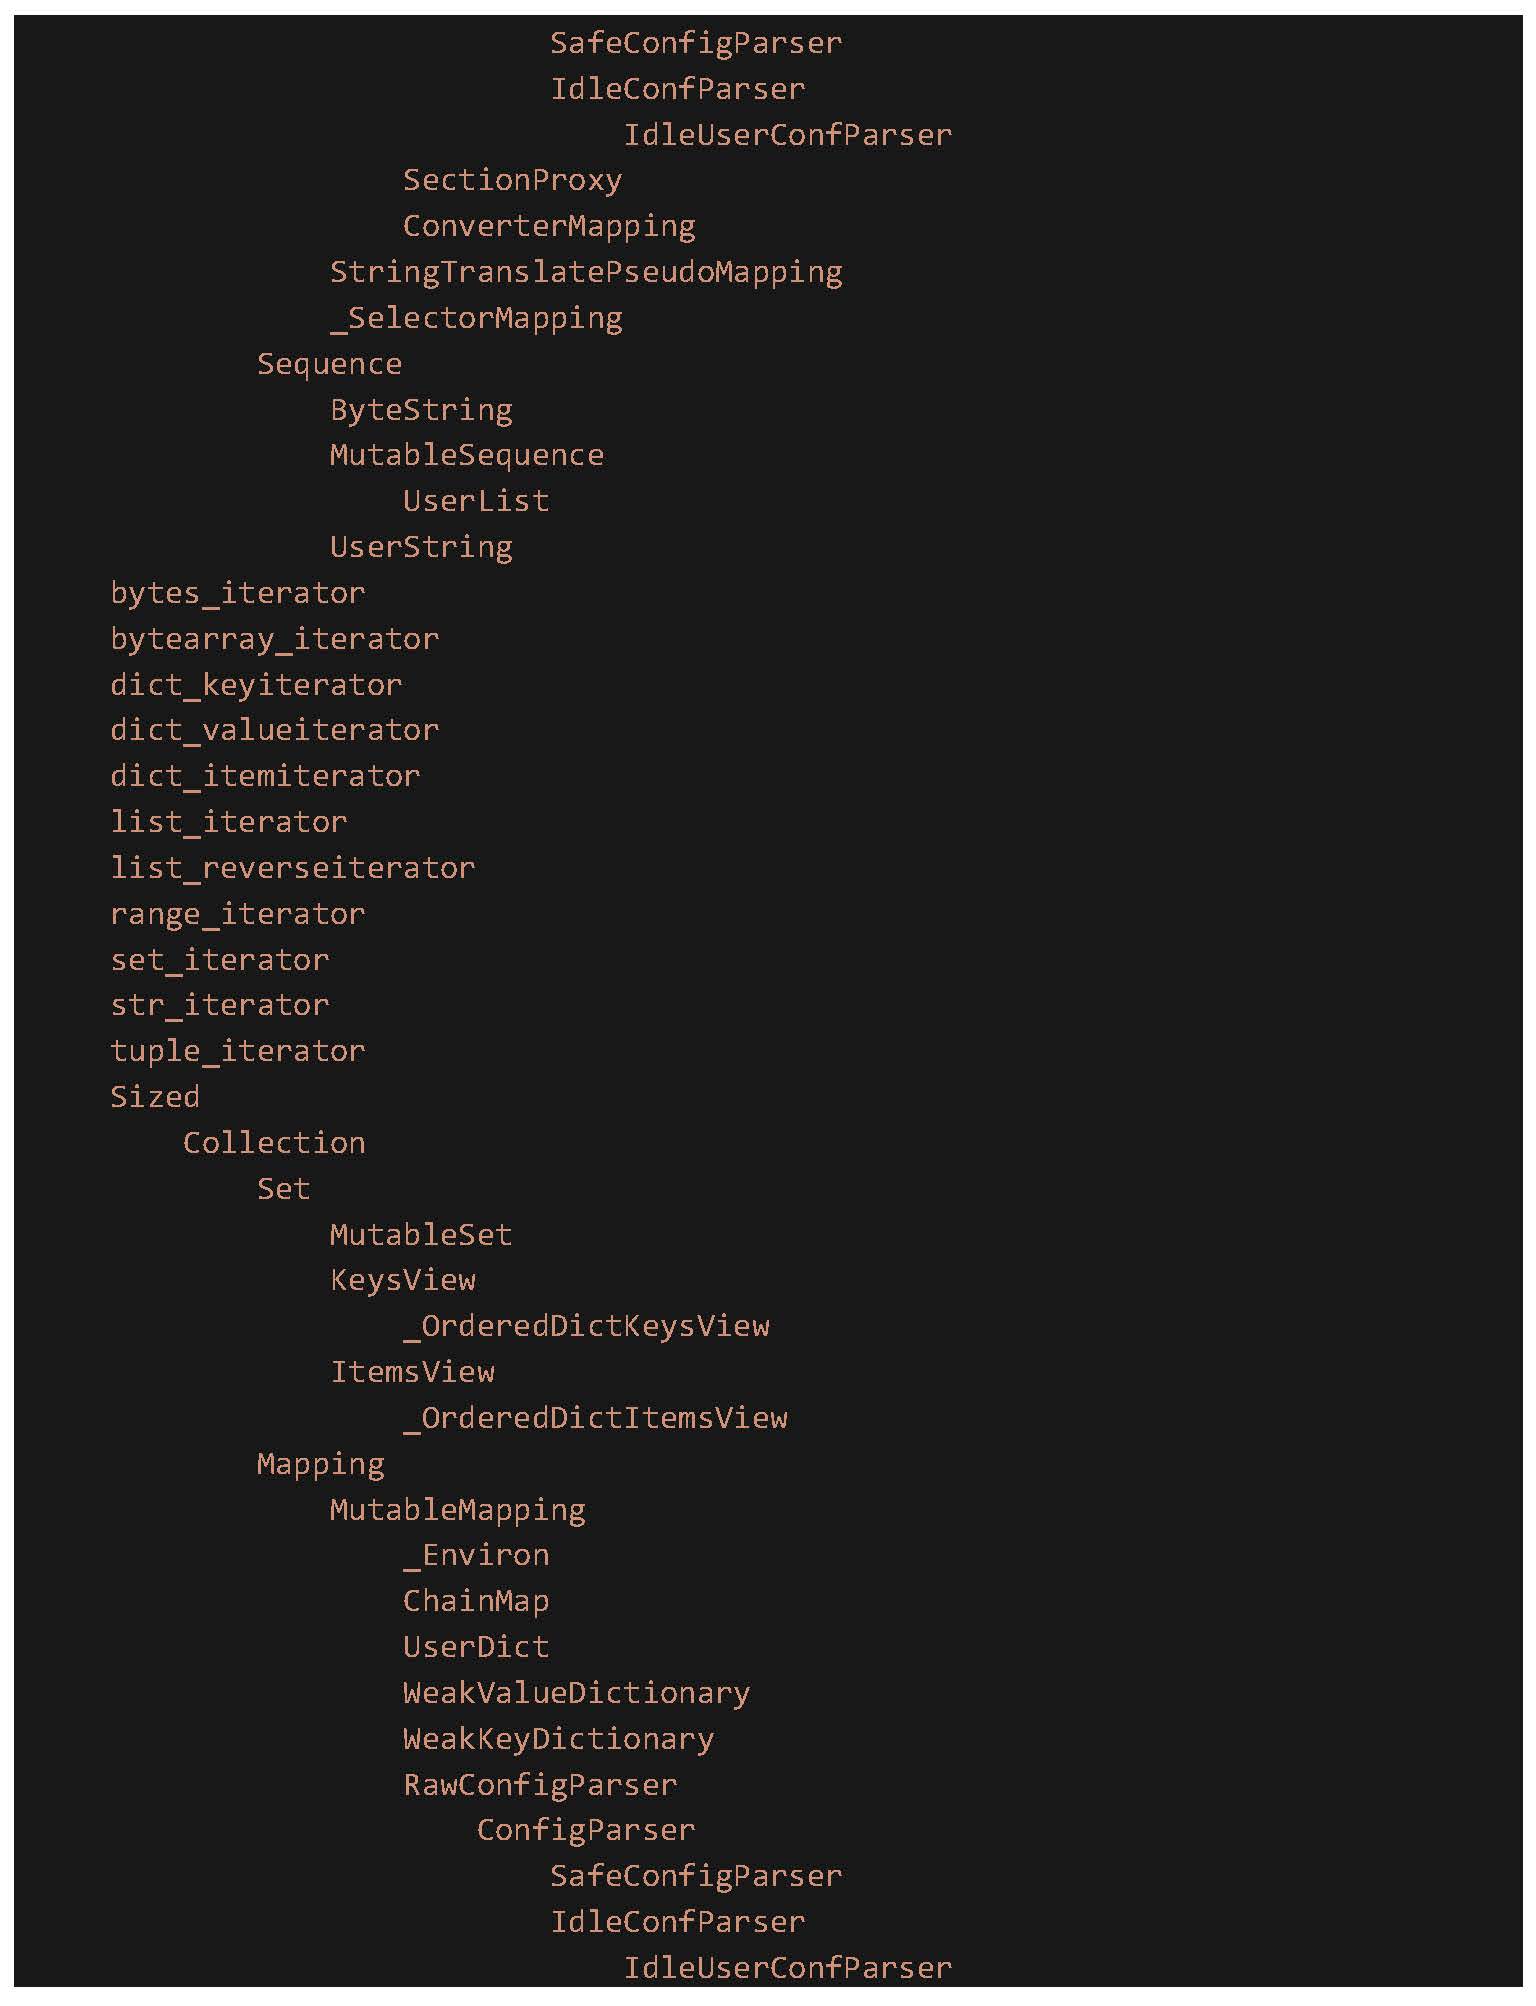 SafeConfigParser
IdleConfParser
IdleUserConfParser
SectionProxy
ConverterMapping
StringTranslatePseudoMapping
_SelectorMapping
Sequence
ByteString
MutableSequence
UserList
UserString
bytes_iterator
bytearray_iterator
dict_keyiterator
dict_valueiterator
dict_itemiterator
list_iterator
list_reverseiterator
range_iterator
set_iterator
str_iterator
tuple_iterator
Sized
Collection
Set
MutableSet
KeysView
_OrderedDictKeysView
ItemsView
_OrderedDictItemsView
Mapping
MutableMapping
_Environ
ChainMap
UserDict
WeakValueDictionary
WeakKeyDictionary
RawConfigParser
ConfigParser
SafeConfigParser
IdleConfParser
IdleUserConfParser